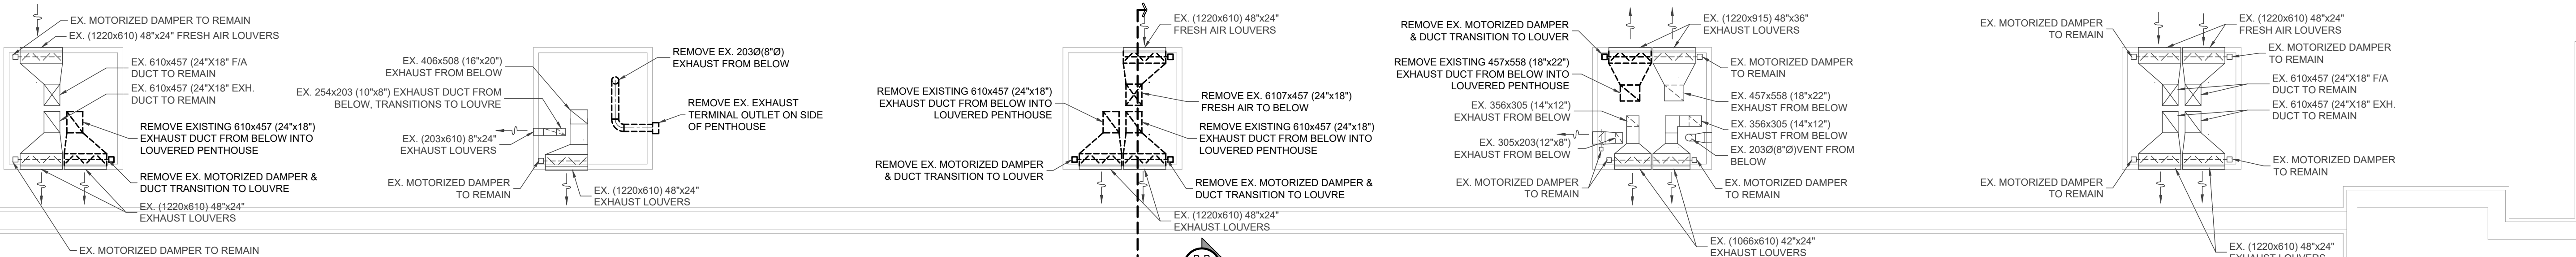 EX. MOTORIZED DAMPER TO REMAIN
EX. (1220x610) 48"x24" FRESH AIR LOUVERS
EX. 610x457 (24"X18" F/A
DUCT TO REMAIN
EX. 610x457 (24"X18" EXH.
DUCT TO REMAIN
REMOVE EXISTING 610x457 (24"x18")
EXHAUST DUCT FROM BELOW INTO
LOUVERED PENTHOUSE
REMOVE EX. MOTORIZED DAMPER &
DUCT TRANSITION TO LOUVRE
EX. (1220x610) 48"x24"
EXHAUST LOUVERS
EX. MOTORIZED DAMPER TO REMAIN
EX. 406x508 (16"x20")
EXHAUST FROM BELOW
EX. 254x203 (10"x8") EXHAUST DUCT FROM
BELOW, TRANSITIONS TO LOUVRE
EX. (203x610) 8"x24"
EXHAUST LOUVERS
EX. MOTORIZED DAMPER
TO REMAIN
REMOVE EX. 203Ø(8"Ø)
EXHAUST FROM BELOW
REMOVE EX. EXHAUST
TERMINAL OUTLET ON SIDE
OF PENTHOUSE
EX. (1220x610) 48"x24"
EXHAUST LOUVERS
REMOVE EXISTING 610x457 (24"x18")
EXHAUST DUCT FROM BELOW INTO
LOUVERED PENTHOUSE
REMOVE EX. MOTORIZED DAMPER
& DUCT TRANSITION TO LOUVER
EX. (1220x610) 48"x24"
FRESH AIR LOUVERS
REMOVE EX. 6107x457 (24"x18")
FRESH AIR TO BELOW
REMOVE EXISTING 610x457 (24"x18")
EXHAUST DUCT FROM BELOW INTO
LOUVERED PENTHOUSE
REMOVE EX. MOTORIZED DAMPER &
DUCT TRANSITION TO LOUVRE
EX. (1220x610) 48"x24"
EXHAUST LOUVERS
REMOVE EX. MOTORIZED DAMPER
& DUCT TRANSITION TO LOUVER
REMOVE EXISTING 457x558 (18"x22")
EXHAUST DUCT FROM BELOW INTO
LOUVERED PENTHOUSE
EX. 356x305 (14"x12")
EXHAUST FROM BELOW
EX. 305x203(12"x8")
EXHAUST FROM BELOW
EX. MOTORIZED DAMPER
TO REMAIN
EX. (1220x915) 48"x36"
EXHAUST LOUVERS
EX. MOTORIZED DAMPER
TO REMAIN
EX. 457x558 (18"x22")
EXHAUST FROM BELOW
EX. 356x305 (14"x12")
EXHAUST FROM BELOW
EX. 203Ø(8"Ø)VENT FROM
BELOW
EX. MOTORIZED DAMPER
TO REMAIN
EX. (1066x610) 42"x24"
EXHAUST LOUVERS
EX. MOTORIZED DAMPER
TO REMAIN
EX. MOTORIZED DAMPER
TO REMAIN
EX. (1220x610) 48"x24"
FRESH AIR LOUVERS
EX. MOTORIZED DAMPER
TO REMAIN
EX. 610x457 (24"X18" F/A
DUCT TO REMAIN
EX. 610x457 (24"X18" EXH.
DUCT TO REMAIN
EX. MOTORIZED DAMPER
TO REMAIN
EX. (1220x610) 48"x24"
EXHAUST LOUVERS